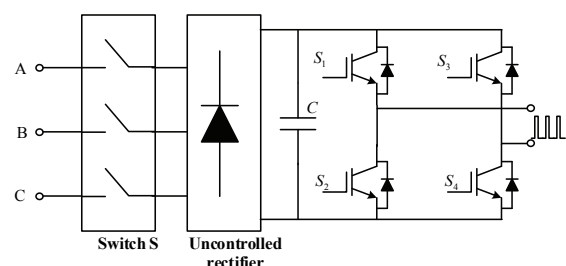 A
B
C
Switch S
Uncontrolled
rectifier
C
S1
S2
S3
S4